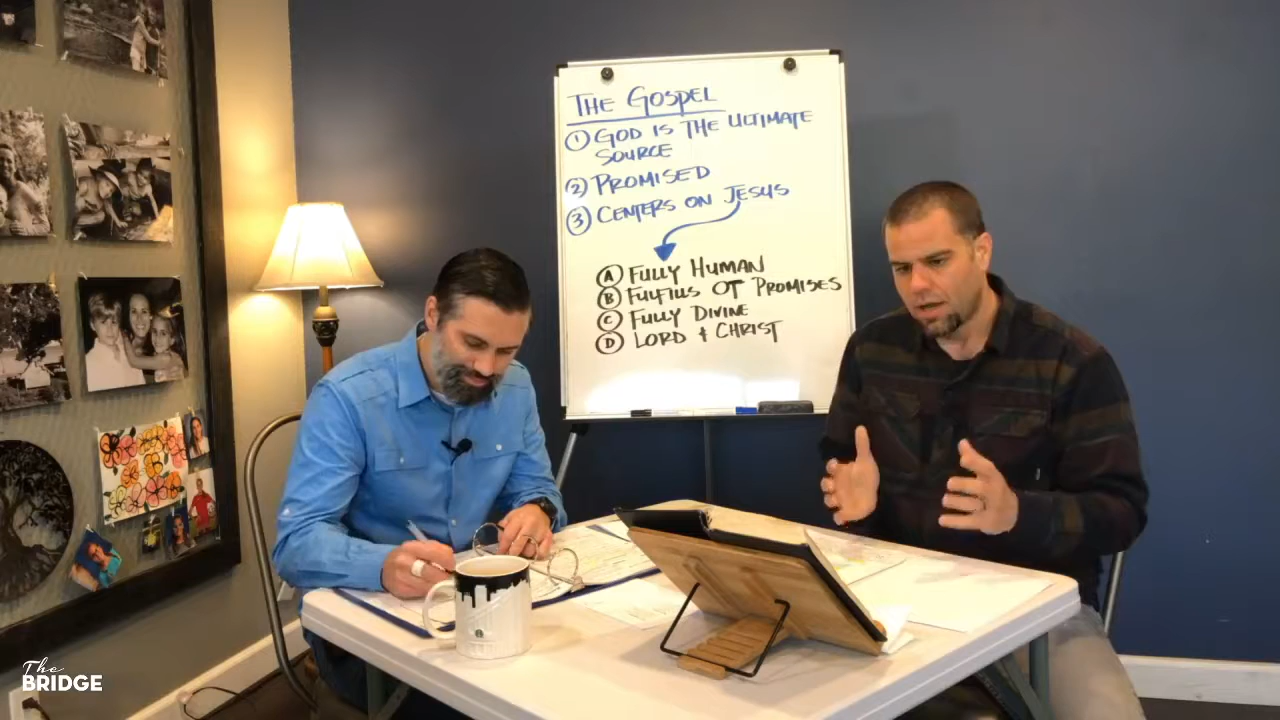 THE GOSPEL
① GOD IS THE ULTIMATE
SOURCE
② PROMISED
③ CENTERS ON JESUS
Ⓐ FULLY HUMAN
Ⓑ FULFILLS OT PROMISES
Ⓒ FULLY DIVINE
Ⓓ LORD & CHRIST
The
BRIDGE